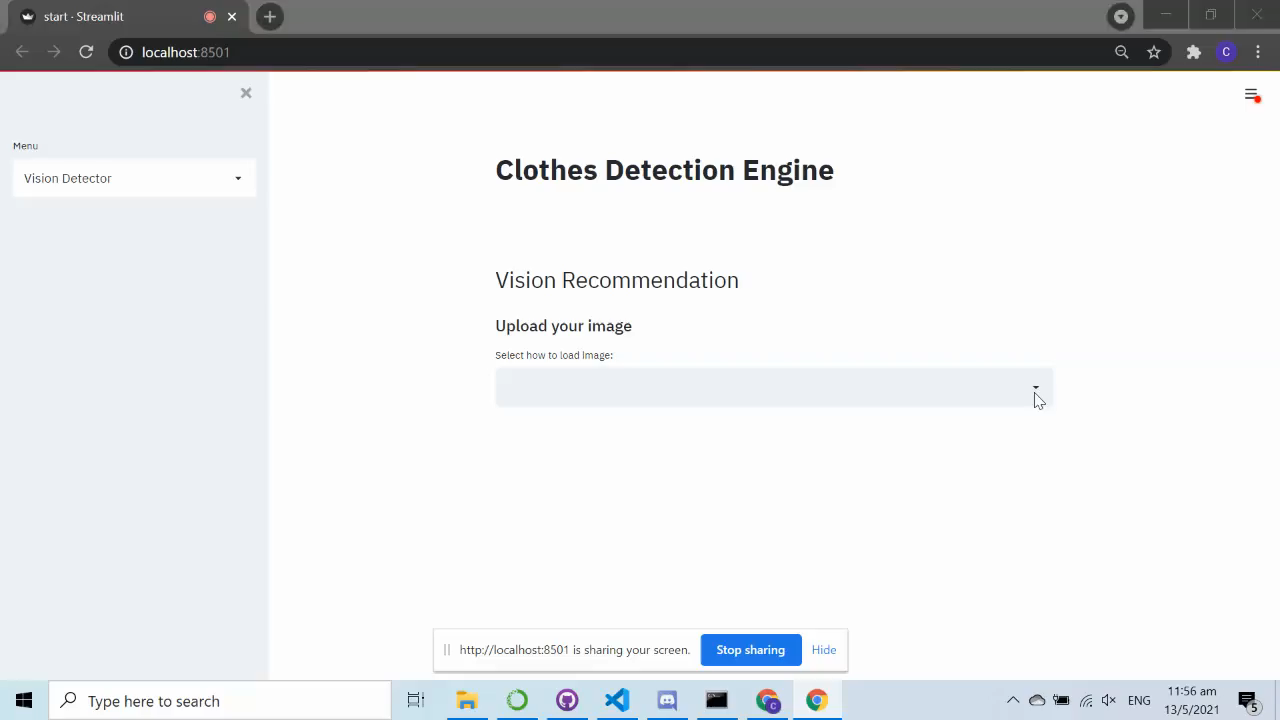 start · Streamlit
localhost:8501
C
Menu
Vision Detector
Clothes Detection Engine
Vision Recommendation
Upload your image
Select how to load image:
http://localhost:8501 is sharing your screen.
Stop sharing
Hide
Type here to search
C
ENG
11:56 am
13/5/2021
5